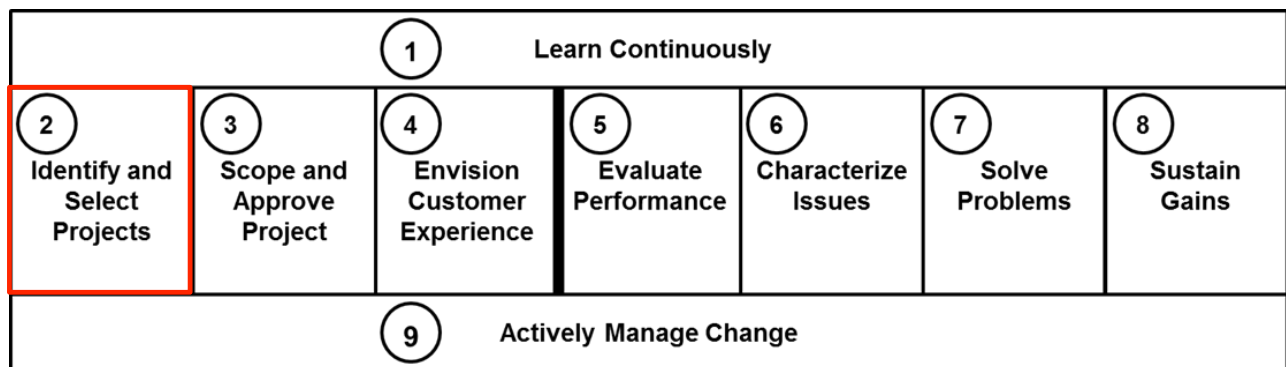 1 Learn Continuously
2
Identify and
Select
Projects
3
Scope and
Approve
Project
4
Envision
Customer
Experience
5
Evaluate
Performance
6
Characterize
Issues
7
Solve
Problems
8
Sustain
Gains
9 Actively Manage Change